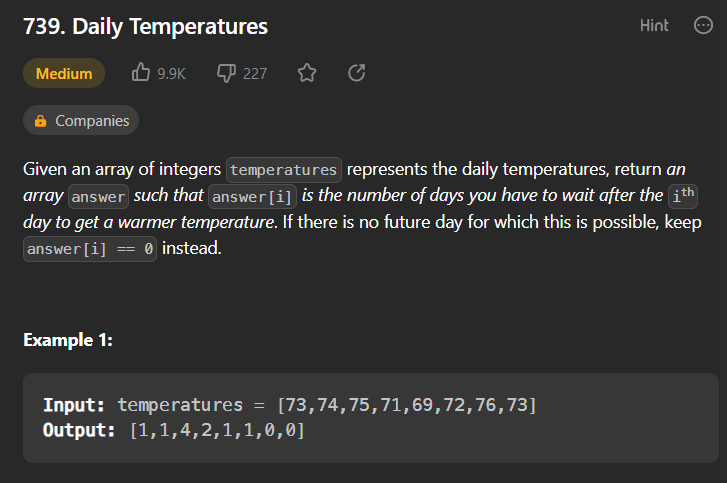 739. Daily Temperatures
Hint
Medium 9.9K 227
Companies
Given an array of integers temperatures represents the daily temperatures, return an
array answer such that answer[i] is the number of days you have to wait after the ith
day to get a warmer temperature. If there is no future day for which this is possible, keep
answer[i] == 0 instead.
Example 1:
Input: temperatures = [73,74,75,71,69,72,76,73]
Output: [1,1,4,2,1,1,0,0]